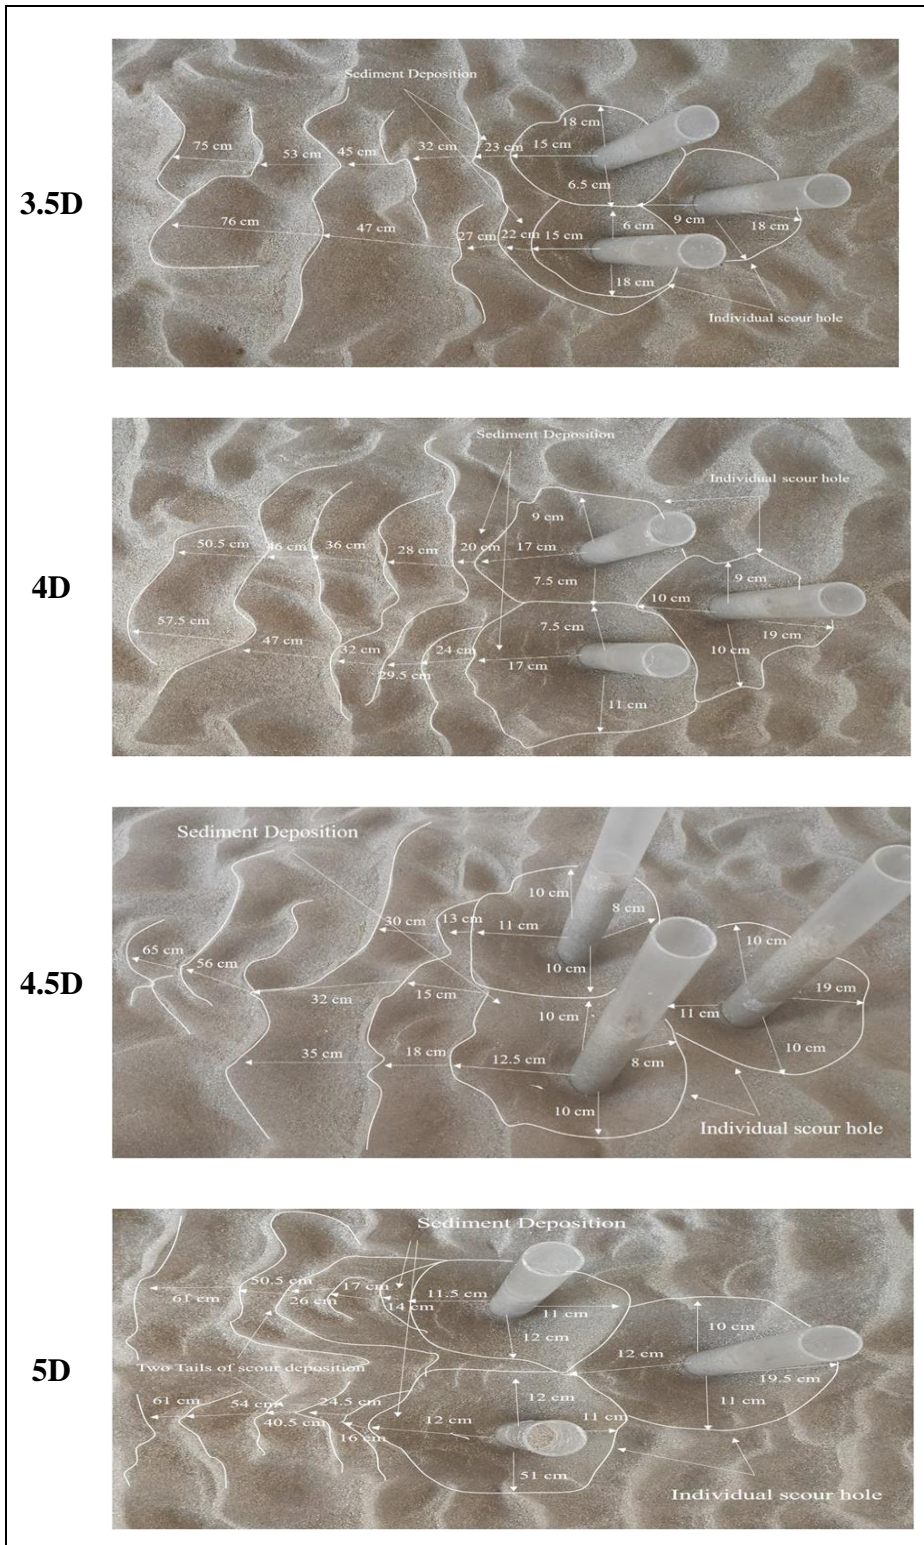 3.5D
Sediment Deposition
18 cm
75 cm
53 cm
45 cm
32 cm
23 cm
15 cm
6.5 cm
76 cm
47 cm
27 cm
22 cm
15 cm
6 cm
9 cm
18 cm
18 cm
Individual scour hole
4D
Sediment Deposition
Individual scour hole
9 cm
50.5 cm
36 cm
28 cm
20 cm
17 cm
7.5 cm
9 cm
10 cm
57.5 cm
47 cm
32 cm
29.5 cm
24 cm
17 cm
7.5 cm
19 cm
10 cm
11 cm
4.5D
Sediment Deposition
10 cm
8 cm
30 cm
13 cm
11 cm
10 cm
65 cm
56 cm
10 cm
19 cm
32 cm
15 cm
10 cm
11 cm
35 cm
18 cm
12.5 cm
8 cm
10 cm
10 cm
Individual scour hole
5D
Sediment Deposition
61 cm
50.5 cm
26 cm
17 cm
14 cm
11.5 cm
11 cm
12 cm
10 cm
Two Tails of scour deposition
12 cm
19.5 cm
61 cm
54 cm
40.5 cm
24.5 cm
16 cm
12 cm
12 cm
11 cm
11 cm
51 cm
Individual scour hole